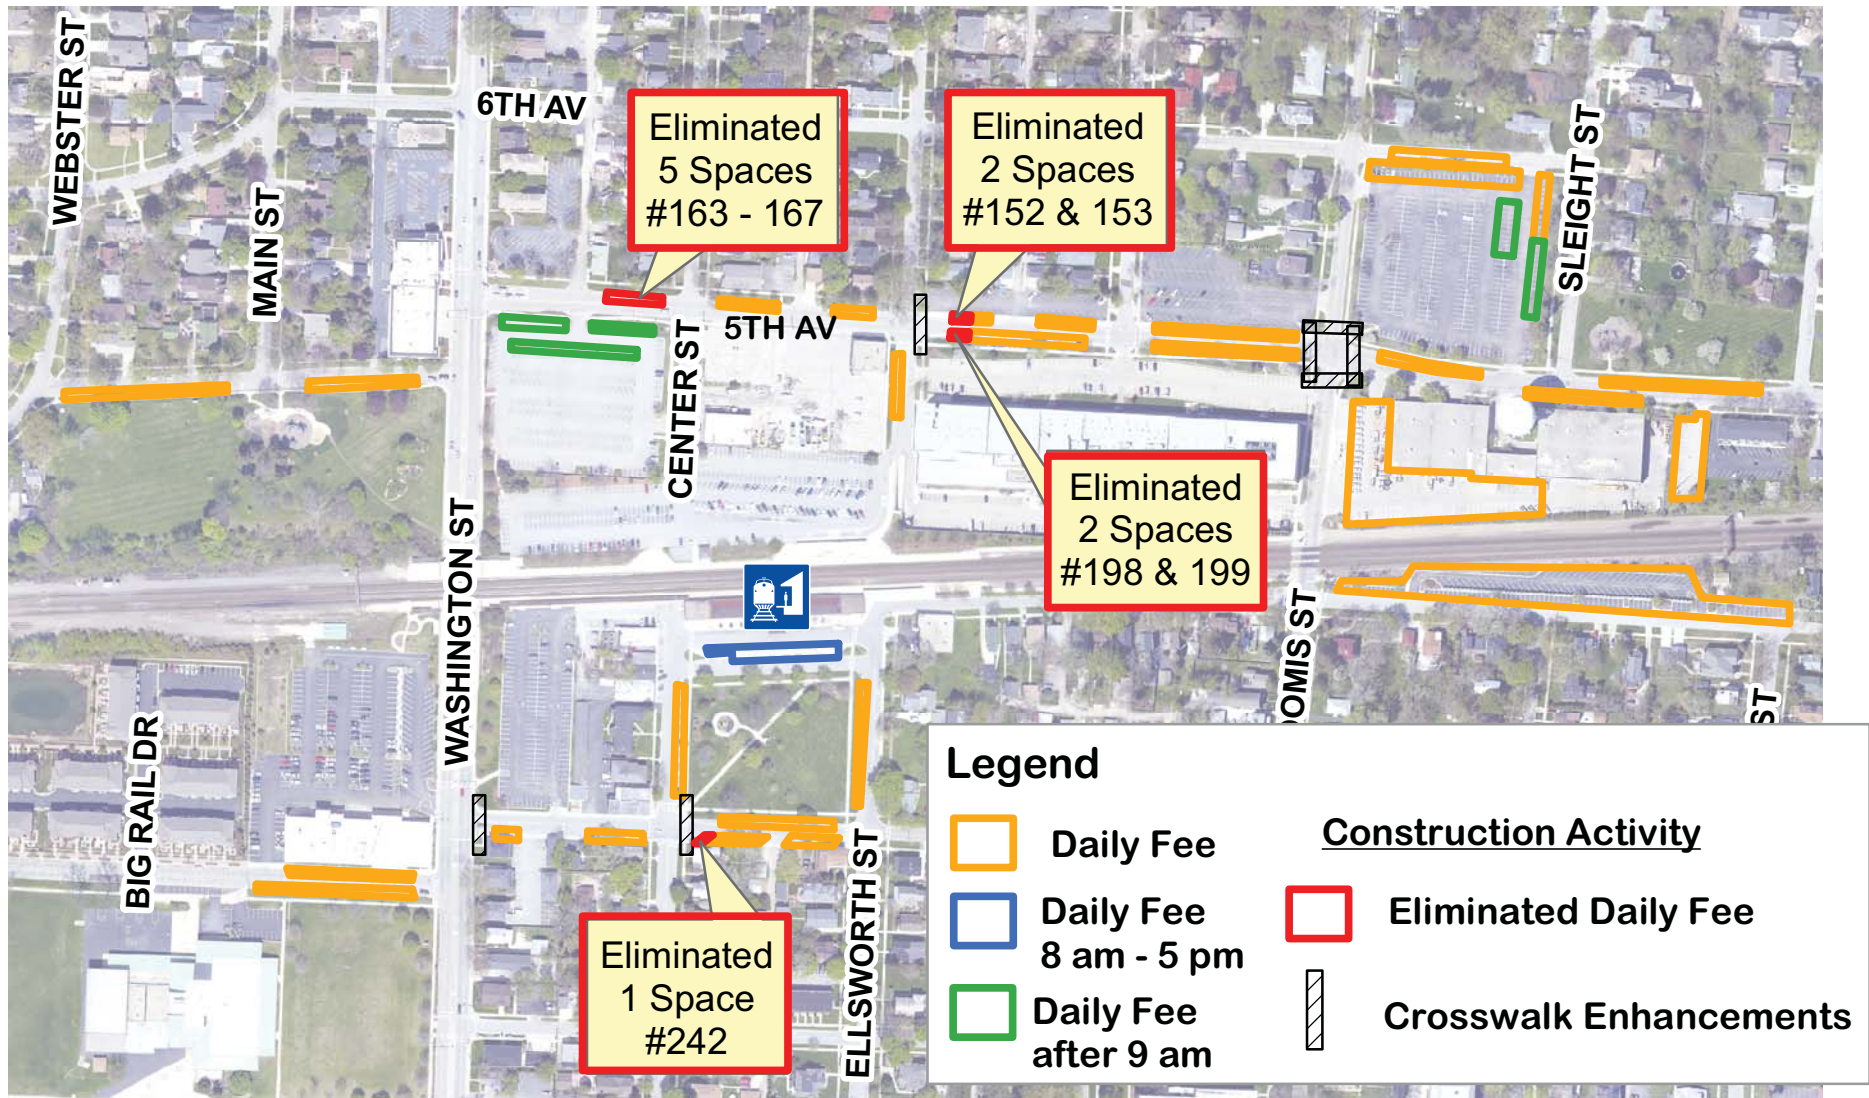 WEBSTER ST
MAIN ST
6TH AV
Eliminated
5 Spaces
#163 - 167
Eliminated
2 Spaces
#152 & 153
SLEIGHT ST
5TH AV
CENTER ST
WASHINGTON ST
Eliminated
2 Spaces
#198 & 199
OMIS ST
ST
BIG RAIL DR
ELLSWORTH ST
Eliminated
1 Space
#242
Legend
Daily Fee
Daily Fee
8 am - 5 pm
Daily Fee
after 9 am
Construction Activity
Eliminated Daily Fee
Crosswalk Enhancements